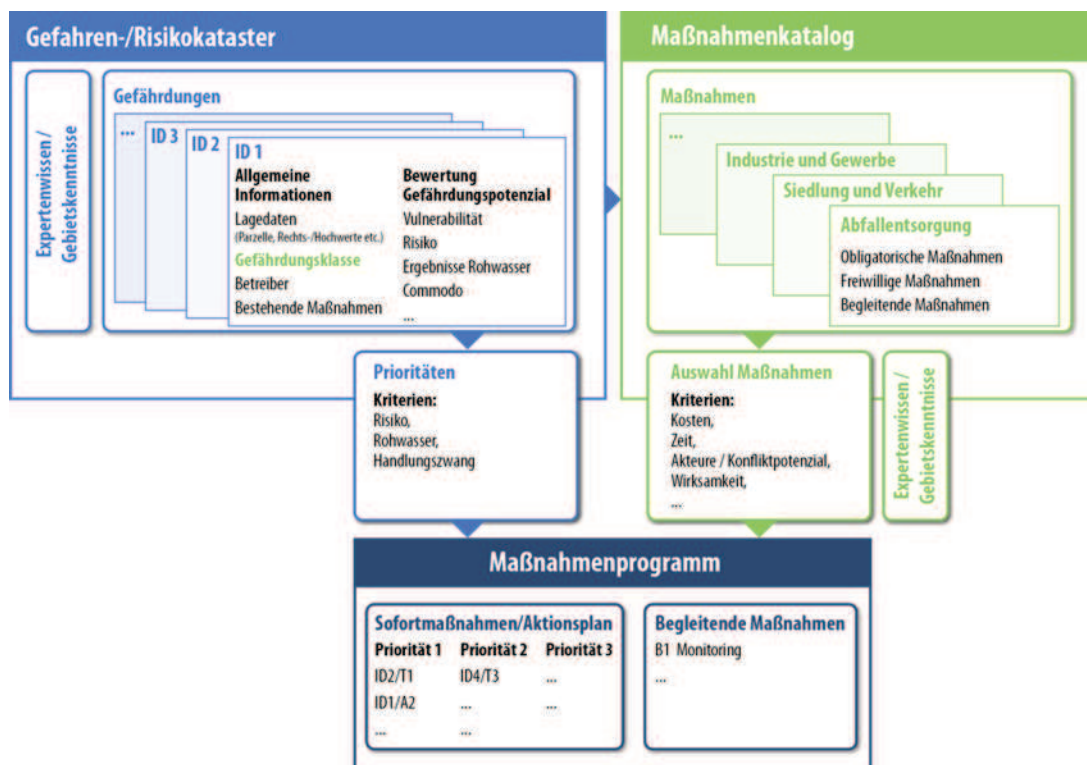 Gefahren-/Risikokataster
Expertenwissen /
Gebietskenntnisse
Gefährdungen
...
ID 3
ID 2
ID 1
Allgemeine
Informationen
Lagedaten
(Parzelle, Rechts-/Hochwerte etc.)
Gefährdungsklasse
Betreiber
Bestehende Maßnahmen
Bewertung
Gefährdungspotenzial
Vulnerabilität
Risiko
Ergebnisse Rohwasser
Commodo
...
Prioritäten
Kriterien:
Risiko,
Rohwasser,
Handlungszwang
Maßnahmenkatalog
Maßnahmen
...
Industrie und Gewerbe
Siedlung und Verkehr
Abfallentsorgung
Obligatorische Maßnahmen
Freiwillige Maßnahmen
Begleitende Maßnahmen
Auswahl Maßnahmen
Kriterien:
Kosten,
Zeit,
Akteure / Konfliktpotenzial,
Wirksamkeit,
...
Expertenwissen /
Gebietskenntnisse
Maßnahmenprogramm
Sofortmaßnahmen/Aktionsplan
Priorität 1 Priorität 2 Priorität 3
ID2/T1 ID4/T3 ...
ID1/A2 ... ...
... ...
Begleitende Maßnahmen
B1 Monitoring
...